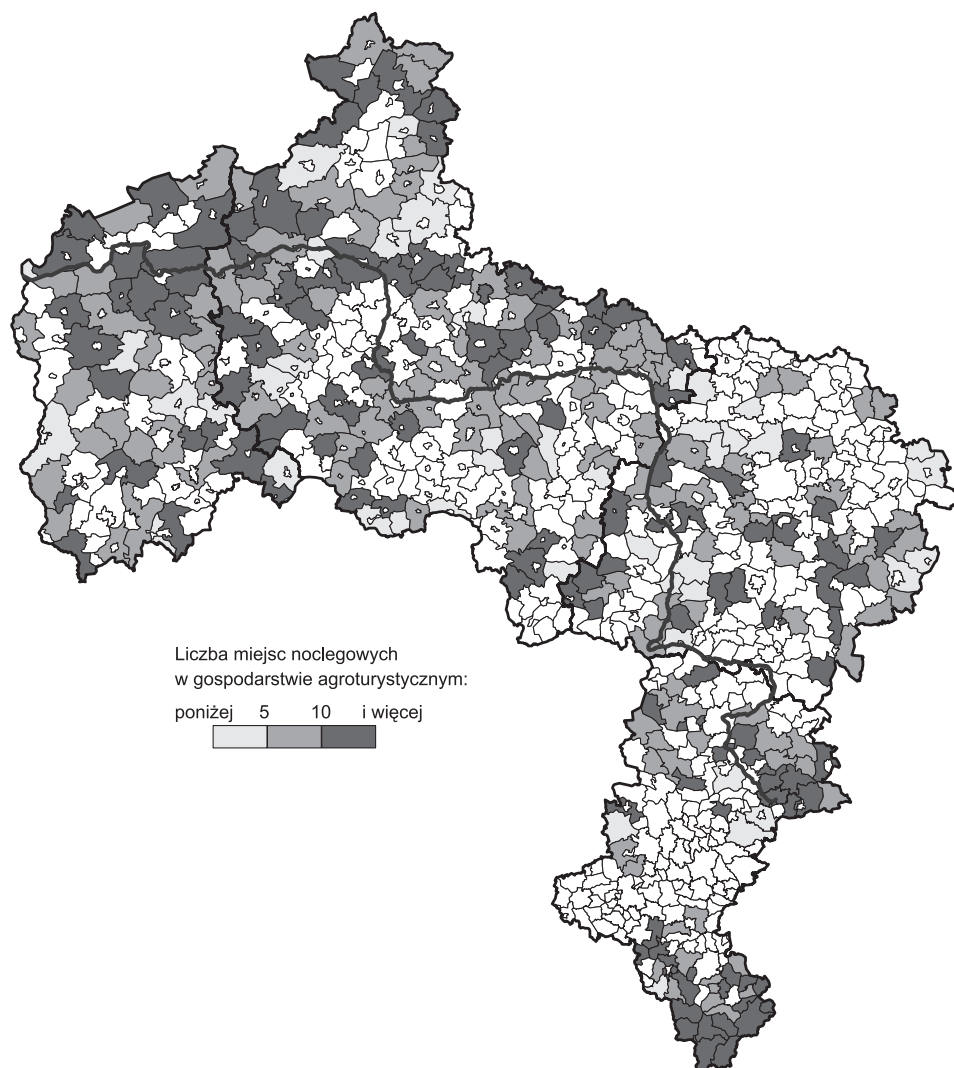 Liczba miejsc noclegowych
w gospodarstwie agroturystycznym:
poniżej 5 10 i więcej